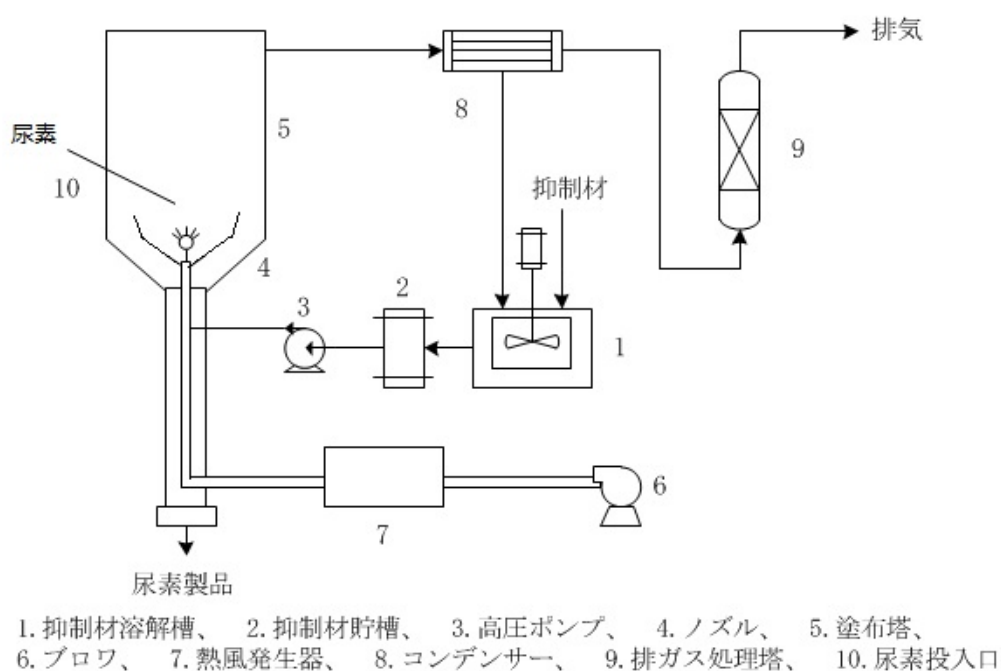 排気
尿素
5
8
9
10
抑制材
4
2
3
1
6
7
尿素製品
1.抑制材溶解槽、 2.抑制材貯槽、 3.高圧ポンプ、 4.ノズル、 5.塗布塔、
6.ブロワ、 7.熱風発生器、 8.コンデンサー、 9.排ガス処理塔、 10.尿素投入口